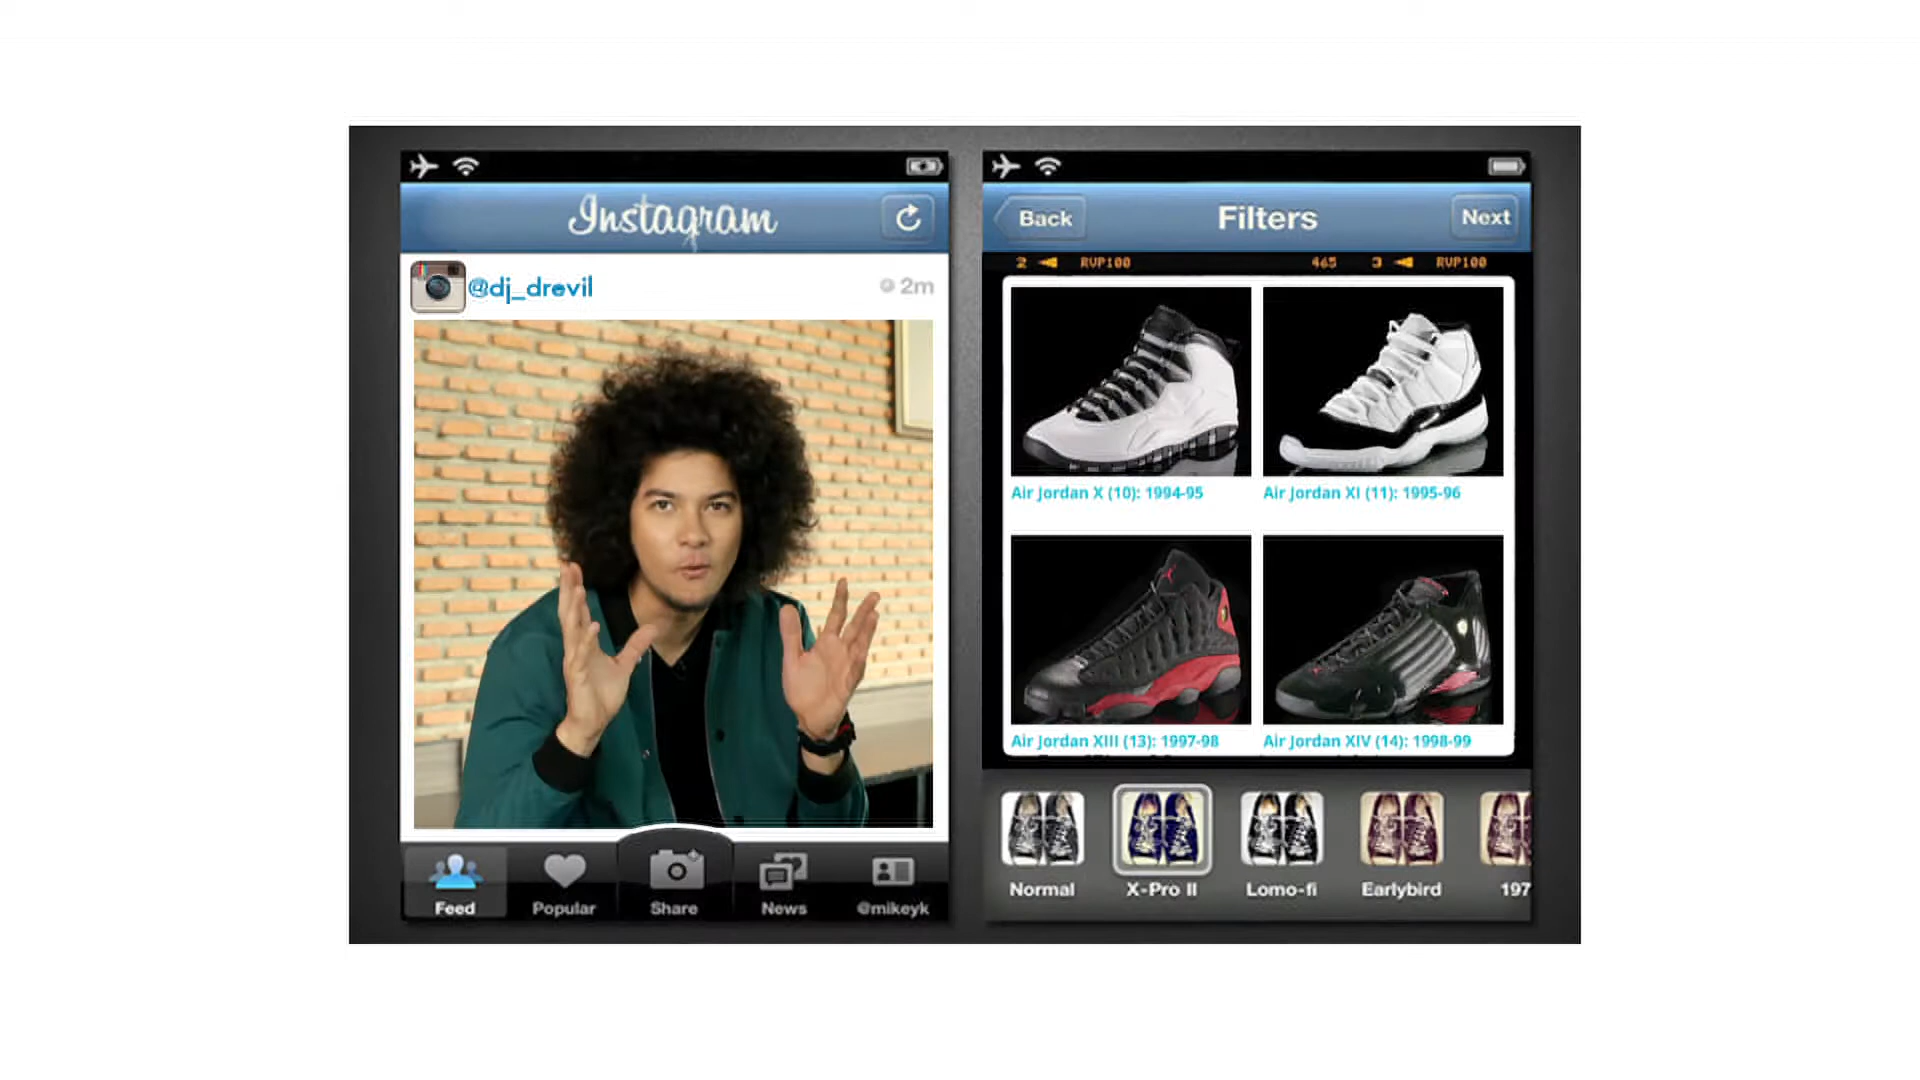 Instagram
@dj_drevil
2m
Feed
Popular
Share
News
@mikeyk
Back
Filters
Next
2 RVP100 465 3 RVP100
Air Jordan X (10): 1994-95
Air Jordan XI (11): 1995-96
Air Jordan XIII (13): 1997-98
Air Jordan XIV (14): 1998-99
Normal
X-Pro II
Lomo-fi
Earlybird
197